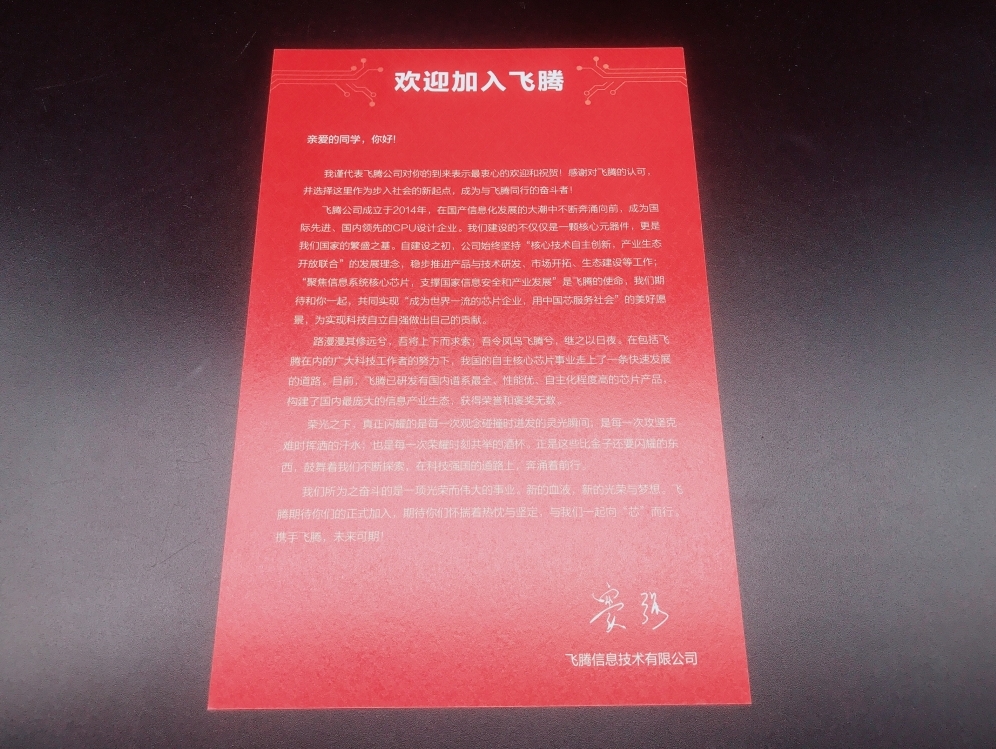 欢迎加入飞腾
亲爱的同学，你好！
我谨代表飞腾公司对你的到来表示最衷心的欢迎和祝贺！感谢对飞腾的认可，
并选择这里作为步入社会的新起点，成为与飞腾同行的奋斗者！
飞腾公司成立于2014年，在国产信息化发展的大潮中不断奔涌向前，成为国
际先进、国内领先的CPU设计企业。我们建设的不仅仅是一颗核心元器件，更是
我们国家的繁盛之基。自建设之初，公司始终坚持“核心技术自主创新，产业生态
开放联合”的发展理念，稳步推进产品与技术研发、市场开拓、生态建设等工作；
“聚焦信息系统核心芯片，支撑国家信息安全和产业发展”是飞腾的使命，我们期
待和你一起，共同实现“成为世界一流的芯片企业，用中国芯服务社会”的美好愿
景，为实现科技自立自强做出自己的贡献。
路漫漫其修远兮，吾将上下而求索；吾令凤鸟飞腾兮，继之以日夜。在包括飞
腾在内的广大科技工作者的努力下，我国的自主核心芯片事业走上了一条快速发展
的道路。目前，飞腾已研发有国内谱系最全、性能优、自主化程度高的芯片产品，
构建了国内最庞大的信息产业生态；获得荣誉和褒奖无数。
荣光之下，真正闪耀的是每一次观念碰撞时迸发的灵光瞬间；是每一次攻坚克
难时挥洒的汗水；也是每一次荣耀时刻共举的酒杯。正是这些比金子还要闪耀的东
西，鼓舞着我们不断探索，在科技强国的道路上，奔涌着前行。
我们所为之奋斗的是一项光荣而伟大的事业，新的血液，新的光荣与梦想。飞
腾期待你们的正式加入，期待你们怀揣着热忱与坚定，与我们一起向“芯”而行。
携手飞腾，未来可期！
窦强
飞腾信息技术有限公司